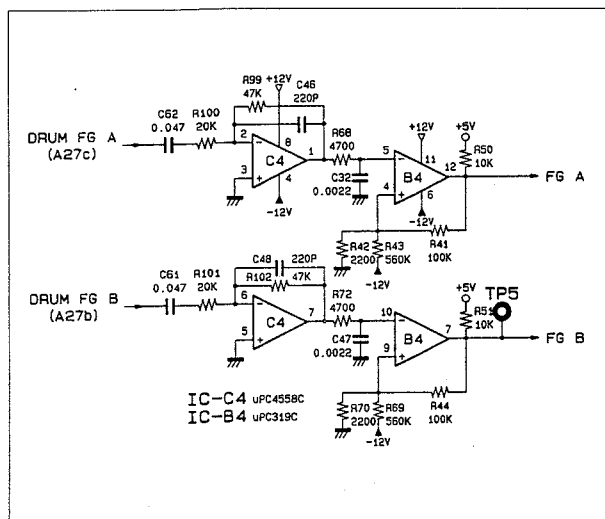 R99
47K
+12V
C46
220P
C62
0.047
R100
20K
DRUM FG A
(A27c)
2
3
8
4
1
C4
-12V
R68
4700
C32
0.0022
+12V
5
4
11
6
12
B4
-12V
+5V
R50
10K
FG A
R42
2200
R43
560K
-12V
R41
100K
C48
220P
R102
47K
C61
0.047
R101
20K
DRUM FG B
(A27b)
6
5
7
C4
R72
4700
C47
0.0022
10
9
7
B4
+5V
R51
10K
TP5
FG B
R70
2200
R69
560K
-12V
R44
100K
IC-C4 uPC4558C
IC-B4 uPC319C